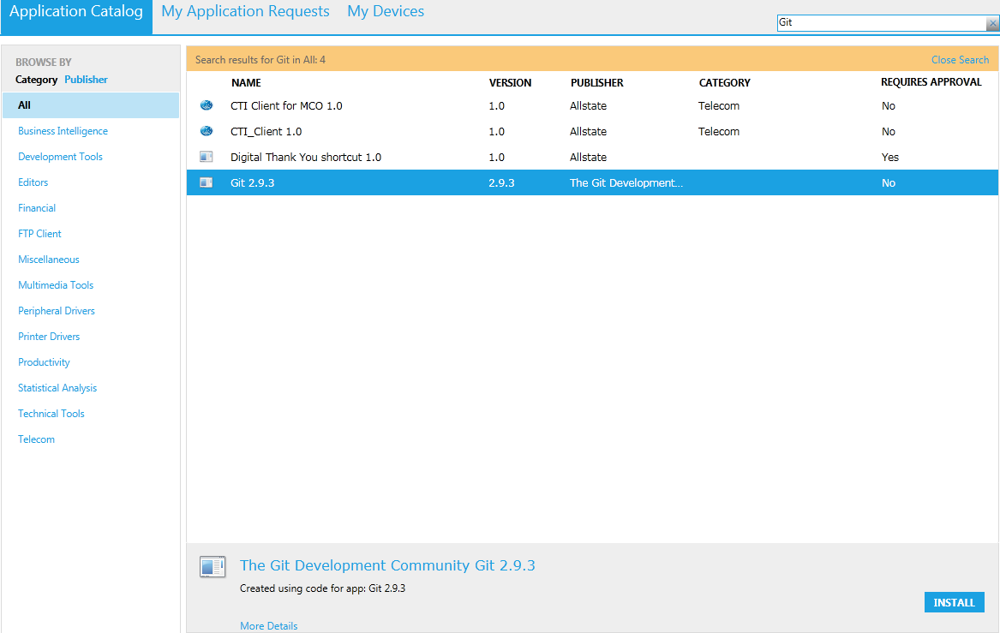 Application Catalog My Application Requests My Devices
Git
BROWSE BY
Category Publisher
All
Business Intelligence
Development Tools
Editors
Financial
FTP Client
Miscellaneous
Multimedia Tools
Peripheral Drivers
Printer Drivers
Productivity
Statistical Analysis
Technical Tools
Telecom
Search results for Git in All: 4 Close Search
NAME VERSION PUBLISHER CATEGORY REQUIRES APPROVAL
CTI Client for MCO 1.0 1.0 Allstate Telecom No
CTI_Client 1.0 1.0 Allstate Telecom No
Digital Thank You shortcut 1.0 1.0 Allstate Yes
Git 2.9.3 2.9.3 The Git Development... No
The Git Development Community Git 2.9.3
Created using code for app: Git 2.9.3
INSTALL
More Details